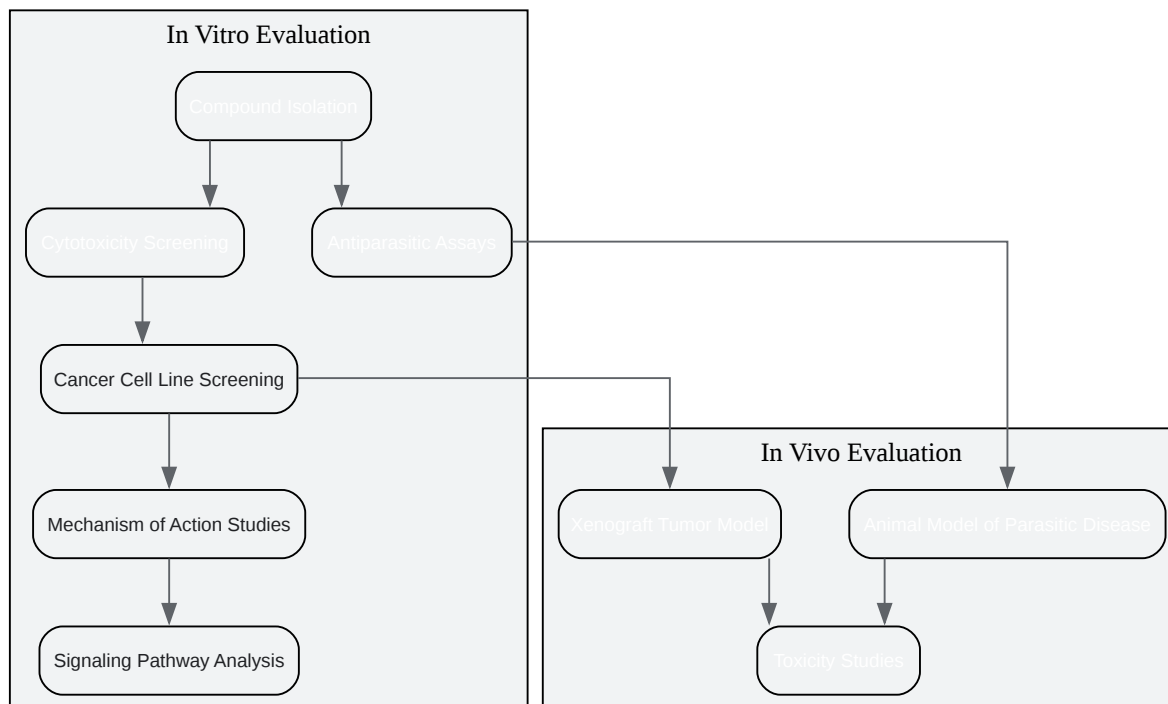 In Vitro Evaluation
Compound Isolation
Cytotoxicity Screening
Antiparasitic Assays
Cancer Cell Line Screening
Mechanism of Action Studies
Signaling Pathway Analysis
In Vivo Evaluation
Xenograft Tumor Model
Animal Model of Parasitic Disease
Toxicity Studies